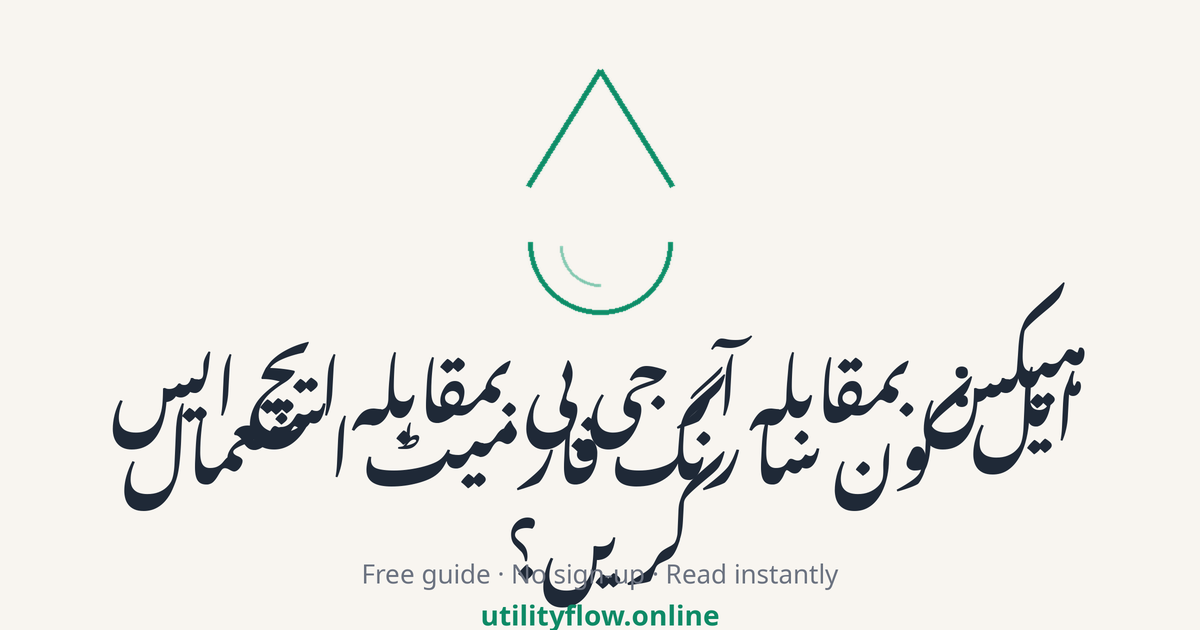 ہیکس بمقابلہ آر جی بی بمقابلہ ایچ ایس
ایل: کون سا رنگ فارمیٹ استعمال
کریں؟
Free guide · No sign-up · Read instantly
utilityflow.online